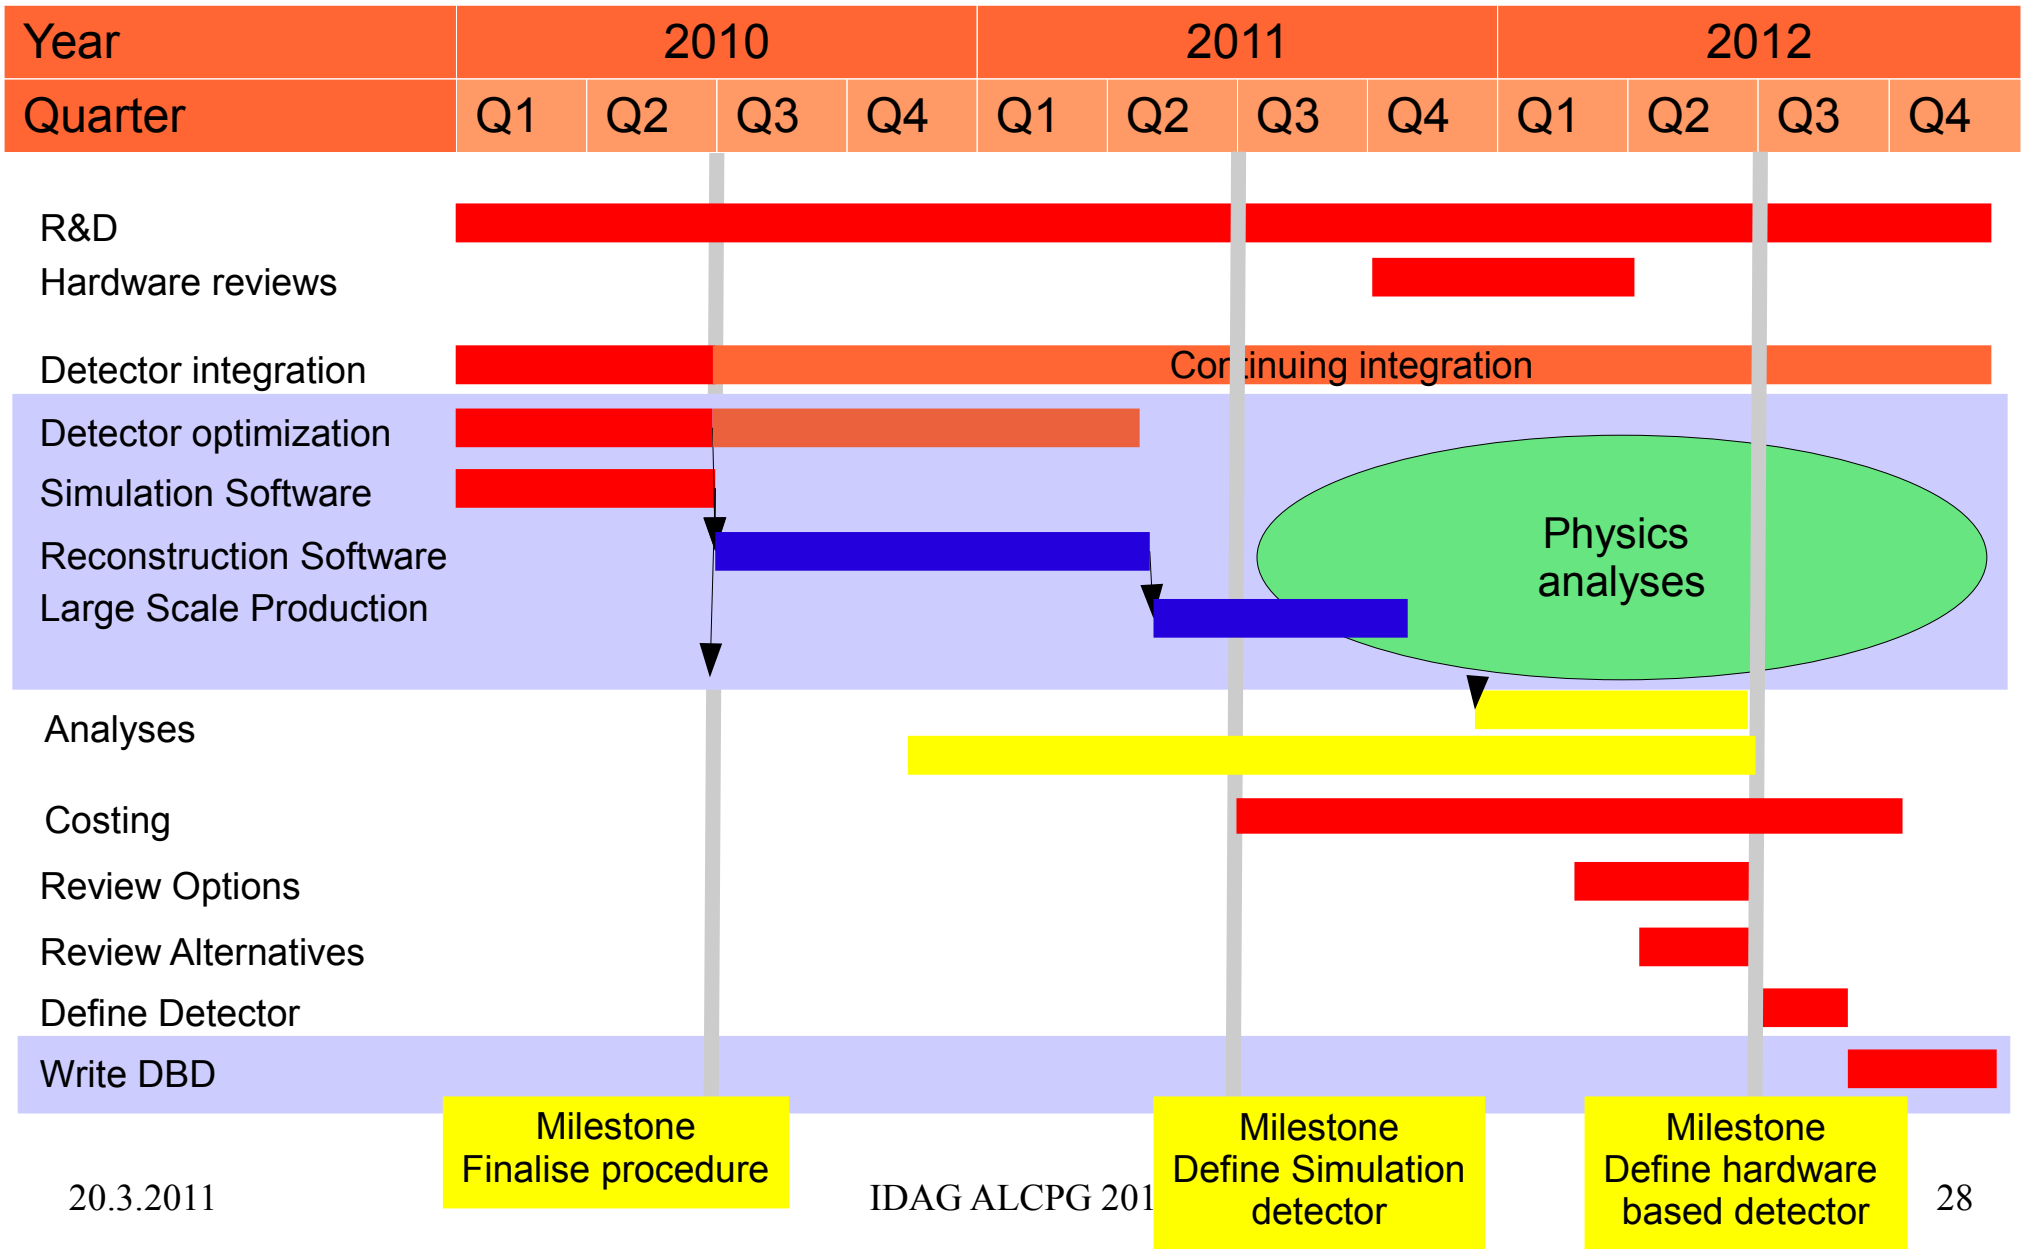 Year 2010 2011 2012
Quarter Q1 Q2 Q3 Q4 Q1 Q2 Q3 Q4 Q1 Q2 Q3 Q4
R&D
Hardware reviews
Detector integration
Continuing integration
Detector optimization
Simulation Software
Reconstruction Software
Large Scale Production
Physics
analyses
Analyses
Costing
Review Options
Review Alternatives
Define Detector
Write DBD
Milestone
Finalise procedure
Milestone
Define Simulation
detector
Milestone
Define hardware
based detector
20.3.2011
IDAG ALCPG 201
28